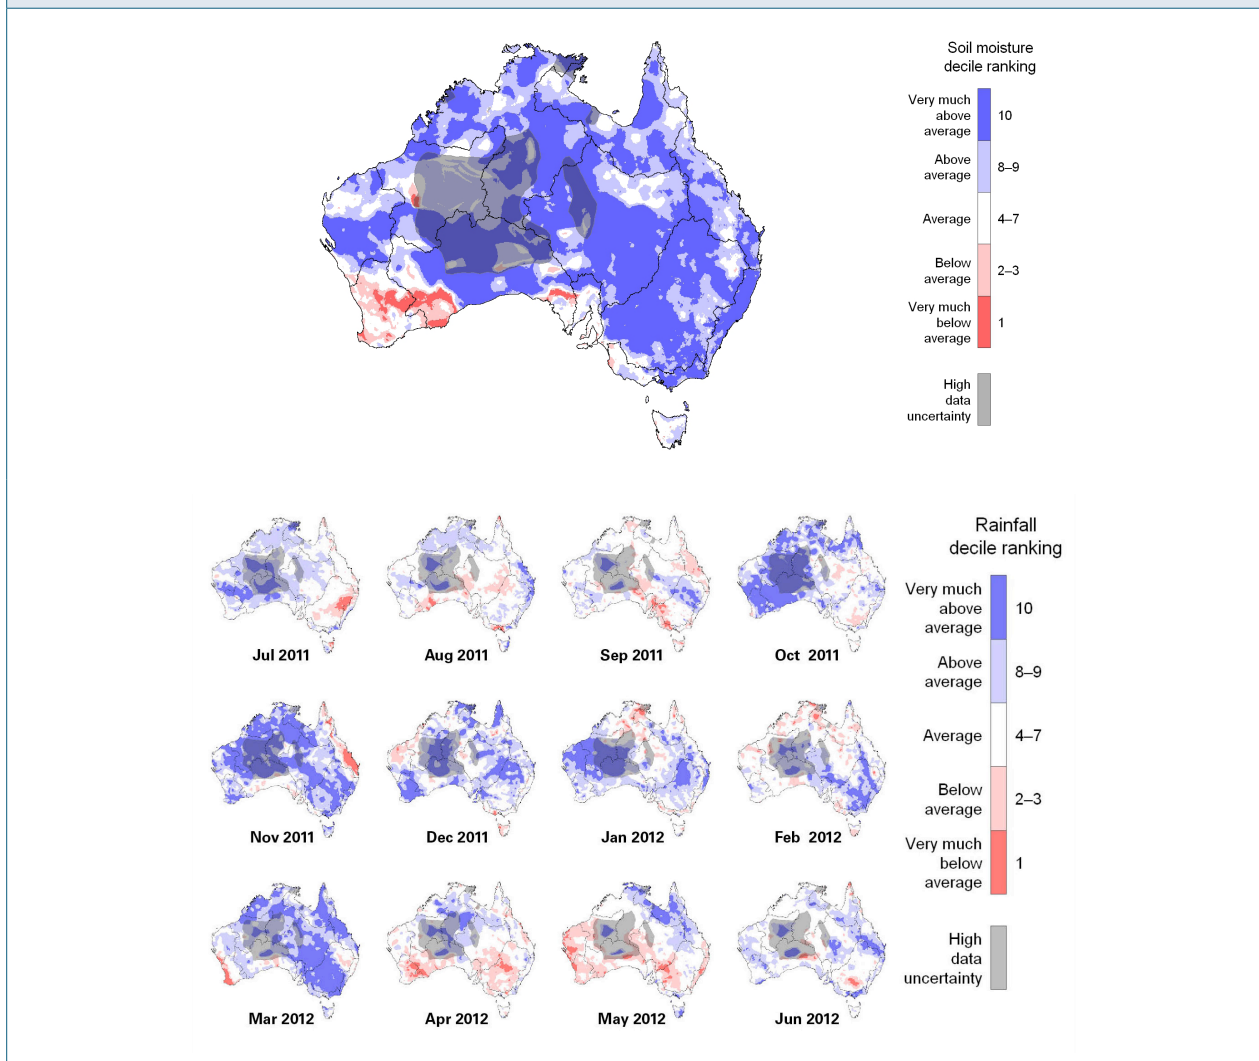 Soil moisture
decile ranking
Very much
above
average
10
Above
average
8–9
Average
4–7
Below
average
2–3
Very much
below
average
1
High
data
uncertainty
Rainfall
decile ranking
Very much
above
average
10
Above
average
8–9
Average
4–7
Below
average
2–3
Very much
below
average
1
High
data
uncertainty
Jul 2011
Aug 2011
Sep 2011
Oct 2011
Nov 2011
Dec 2011
Jan 2012
Feb 2012
Mar 2012
Apr 2012
May 2012
Jun 2012